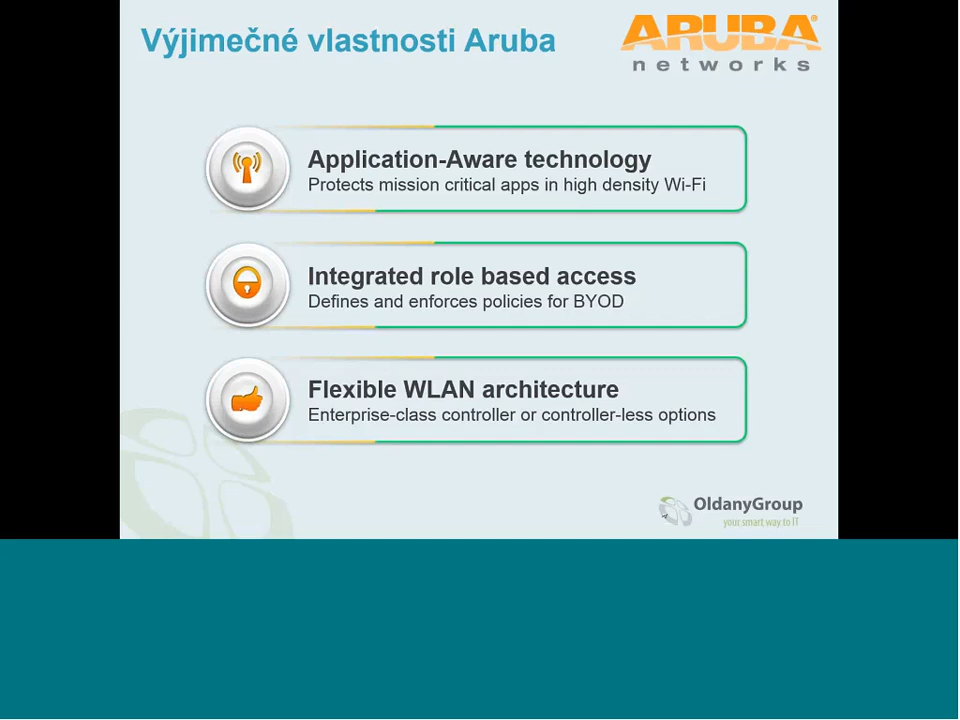 Výjimečné vlastnosti Aruba
ARUBA®
networks
Application-Aware technology
Protects mission critical apps in high density Wi-Fi
Integrated role based access
Defines and enforces policies for BYOD
Flexible WLAN architecture
Enterprise-class controller or controller-less options
OldanyGroup
your smart way to IT